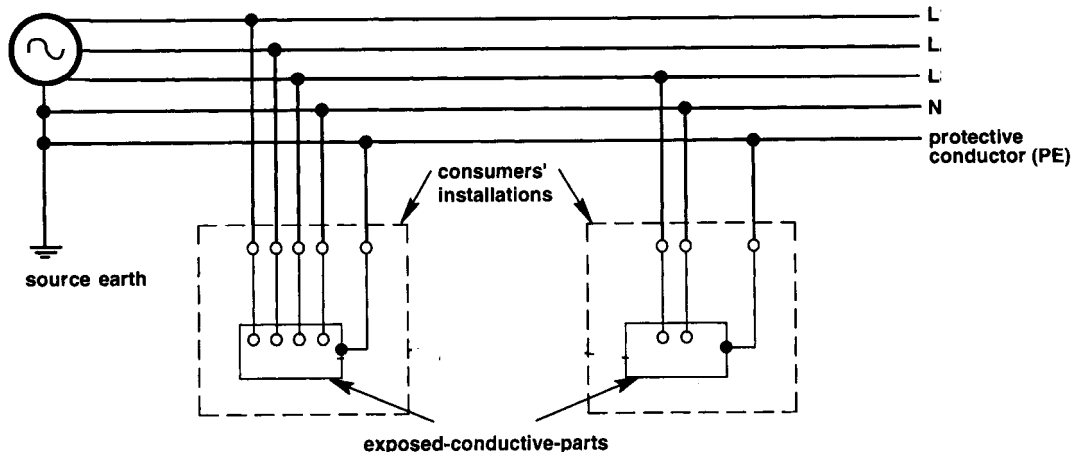 L
L
L
N
protective
conductor (PE)
consumers'
installations
source earth
exposed-conductive-parts